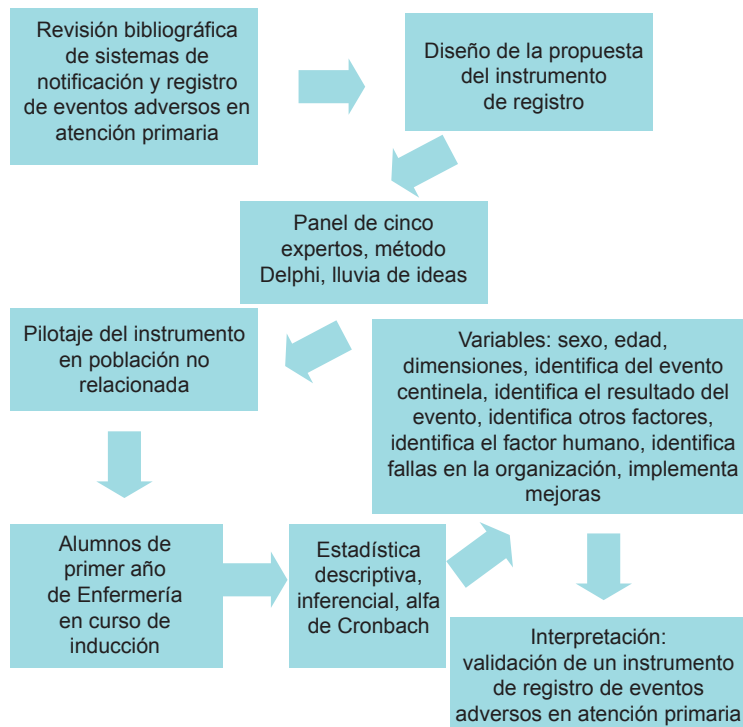 Revisión bibliográfica
de sistemas de
notificación y registro
de eventos adversos en
atención primaria
Diseño de la propuesta
del instrumento
de registro
Panel de cinco
expertos, método
Delphi, lluvia de ideas
Pilotaje del instrumento
en población no
relacionada
Alumnos de
primer año
de Enfermería
en curso de
inducción
Estadística
descriptiva,
inferencial, alfa
de Cronbach
Variables: sexo, edad,
dimensiones, identifica del evento
centinela, identifica el resultado del
evento, identifica otros factores,
identifica el factor humano, identifica
fallas en la organización, implementa
mejoras
Interpretación:
validación de un instrumento
de registro de eventos
adversos en atención primaria